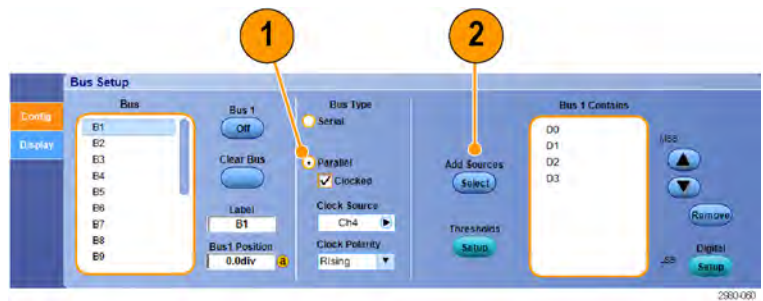 1
2
Bus Setup
Config
Display
Bus
B1
B2
B3
B4
B5
B6
B7
B8
B9
Bus 1
Off
Clear Bus
Label
B1
Bus1 Position
0.0div
a
Bus Type
Serial
Parallel
Clocked
Clock Source
Ch4
Clock Polarity
Rising
Add Sources
Select
Thresholds
Setup
Bus 1 Contains
D0
D1
D2
D3
MSB
Remove
LSB
Digital
Setup
2980-060